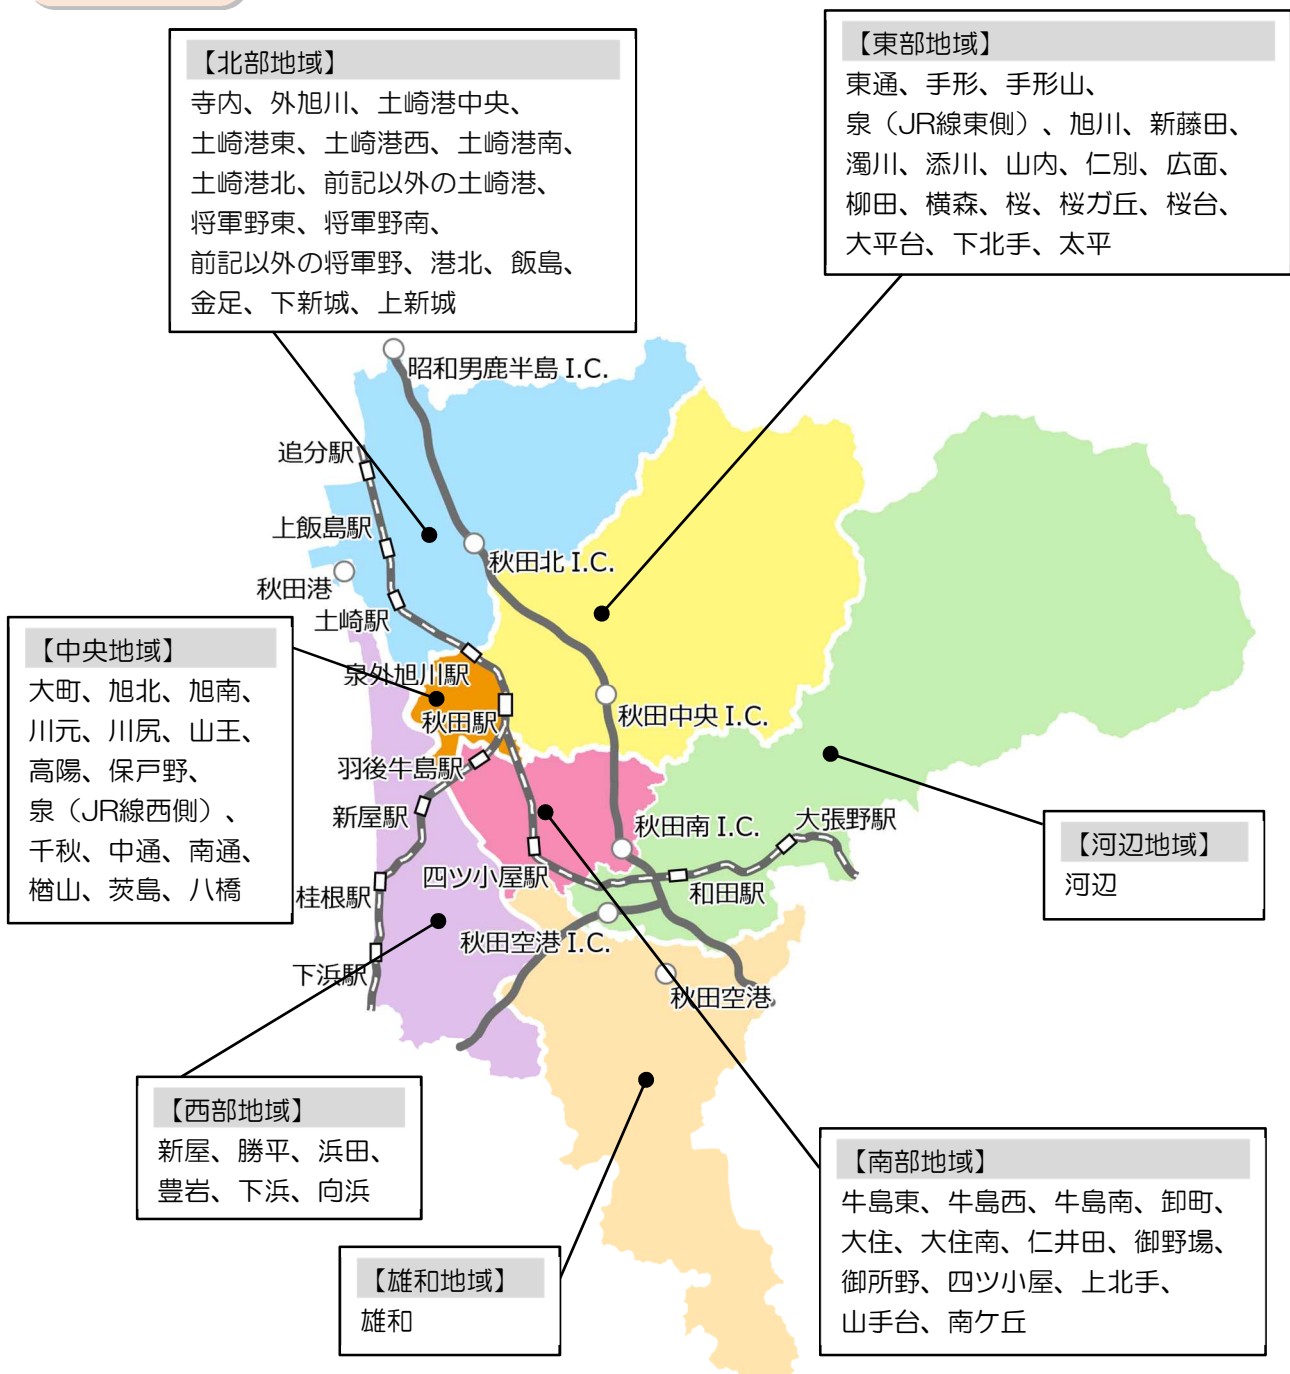 【北部地域】
寺内、外旭川、土崎港中央、
土崎港東、土崎港西、土崎港南、
土崎港北、前記以外の土崎港、
将軍野東、将軍野南、
前記以外の将軍野、港北、飯島、
金足、下新城、上新城
【東部地域】
東通、手形、手形山、
泉（JR線東側）、旭川、新藤田、
濁川、添川、山内、仁別、広面、
柳田、横森、桜、桜ガ丘、桜台、
大平台、下北手、太平
昭和男鹿半島 I.C.
追分駅
上飯島駅
秋田北 I.C.
秋田港
土崎駅
【中央地域】
大町、旭北、旭南、
川元、川尻、山王、
高陽、保戸野、
泉（JR線西側）、
千秋、中通、南通、
楢山、茨島、八橋
泉外旭川駅
秋田駅
秋田中央 I.C.
羽後牛島駅
新屋駅
秋田南 I.C.
大張野駅
四ツ小屋駅
桂根駅
和田駅
秋田空港 I.C.
下浜駅
秋田空港
【河辺地域】
河辺
【西部地域】
新屋、勝平、浜田、
豊岩、下浜、向浜
【南部地域】
牛島東、牛島西、牛島南、卸町、
大住、大住南、仁井田、御野場、
御所野、四ツ小屋、上北手、
山手台、南ケ丘
【雄和地域】
雄和